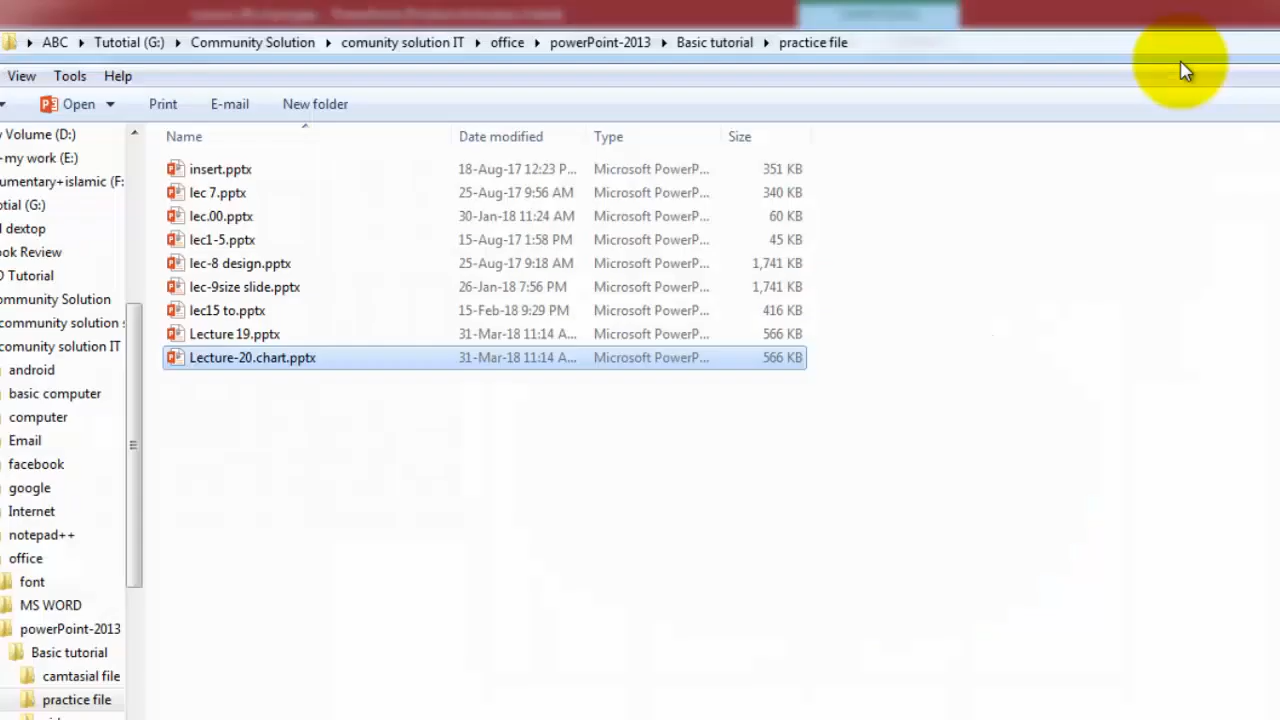 ABC Tutotial (G:) Community Solution comunity solution IT office powerPoint-2013 Basic tutorial practice file
View Tools Help
Open Print E-mail New folder
Name Date modified Type Size
insert.pptx 18-Aug-17 12:23 P... Microsoft PowerP... 351 KB
lec 7.pptx 25-Aug-17 9:56 AM Microsoft PowerP... 340 KB
lec.00.pptx 30-Jan-18 11:24 AM Microsoft PowerP... 60 KB
lec1-5.pptx 15-Aug-17 1:58 PM Microsoft PowerP... 45 KB
lec-8 design.pptx 25-Aug-17 9:18 AM Microsoft PowerP... 1,741 KB
lec-9size slide.pptx 26-Jan-18 7:56 PM Microsoft PowerP... 1,741 KB
lec15 to.pptx 15-Feb-18 9:29 PM Microsoft PowerP... 416 KB
Lecture 19.pptx 31-Mar-18 11:14 A... Microsoft PowerP... 566 KB
Lecture-20.chart.pptx 31-Mar-18 11:14 A... Microsoft PowerP... 566 KB
Volume (D:)
-my work (E:)
umentary+islamic (F:
utial (G:)
dextop
ok Review
Tutorial
ommunity Solution
community solution s
comunity solution IT
android
basic computer
computer
Email
facebook
google
Internet
notepad++
office
font
MS WORD
powerPoint-2013
Basic tutorial
camtasial file
practice file